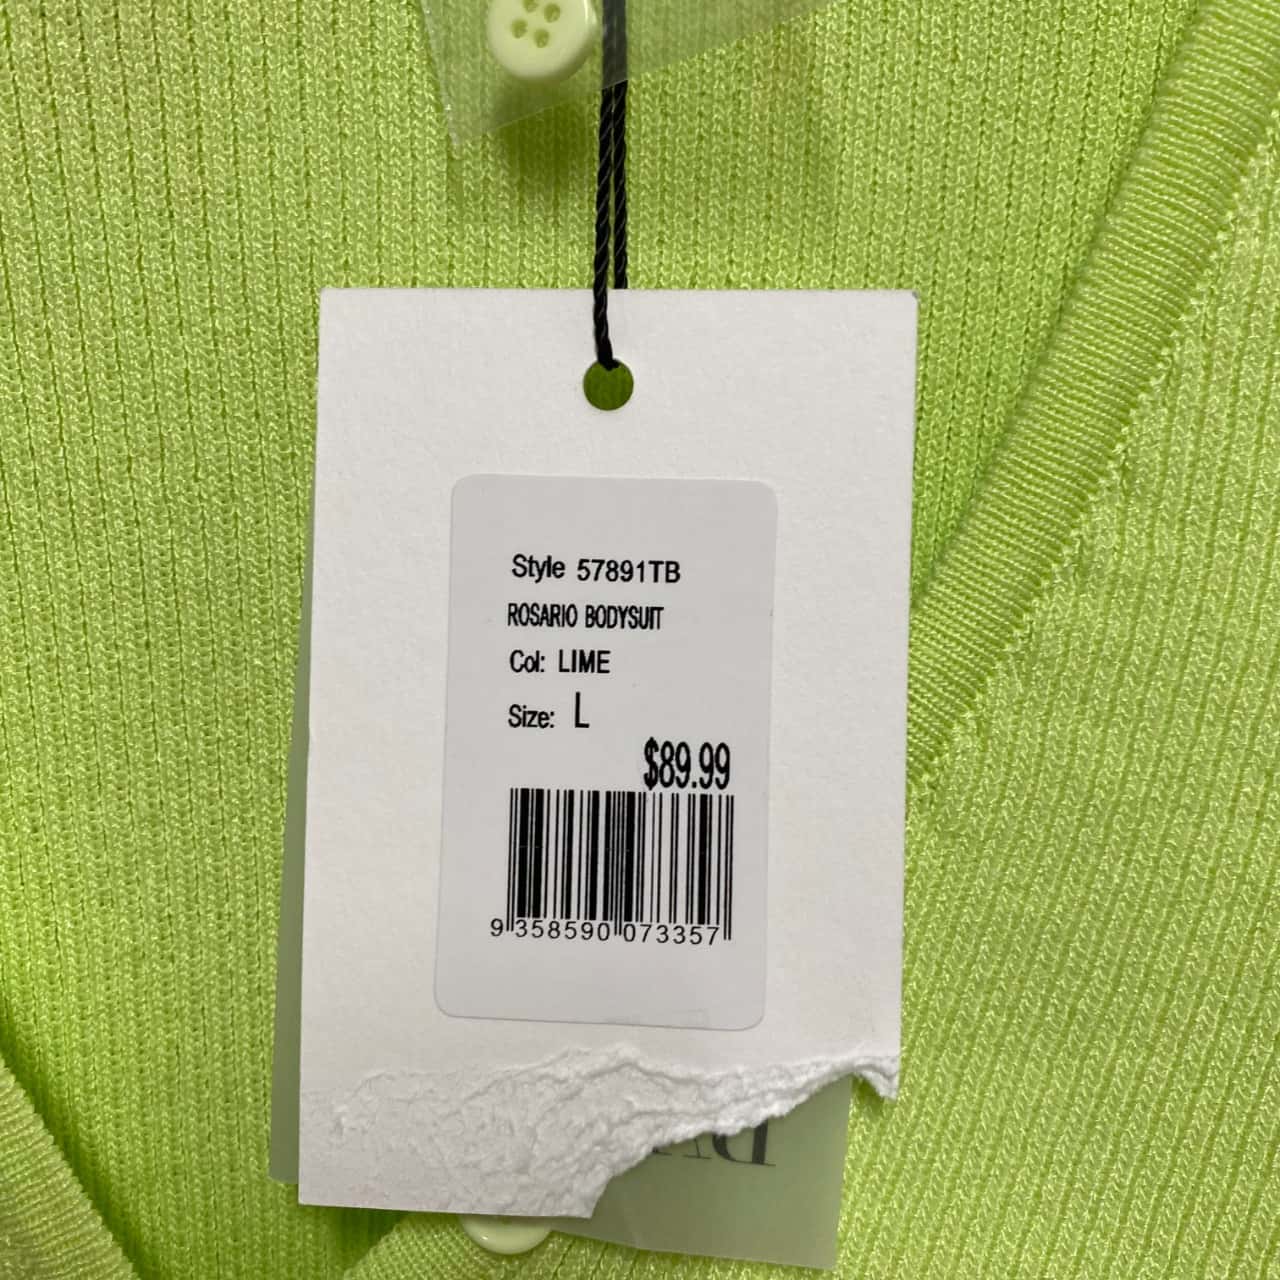 Style 57891TB
ROSARIO BODYSUIT
Col: LIME
Size: L
$89.99
9 358590 073357